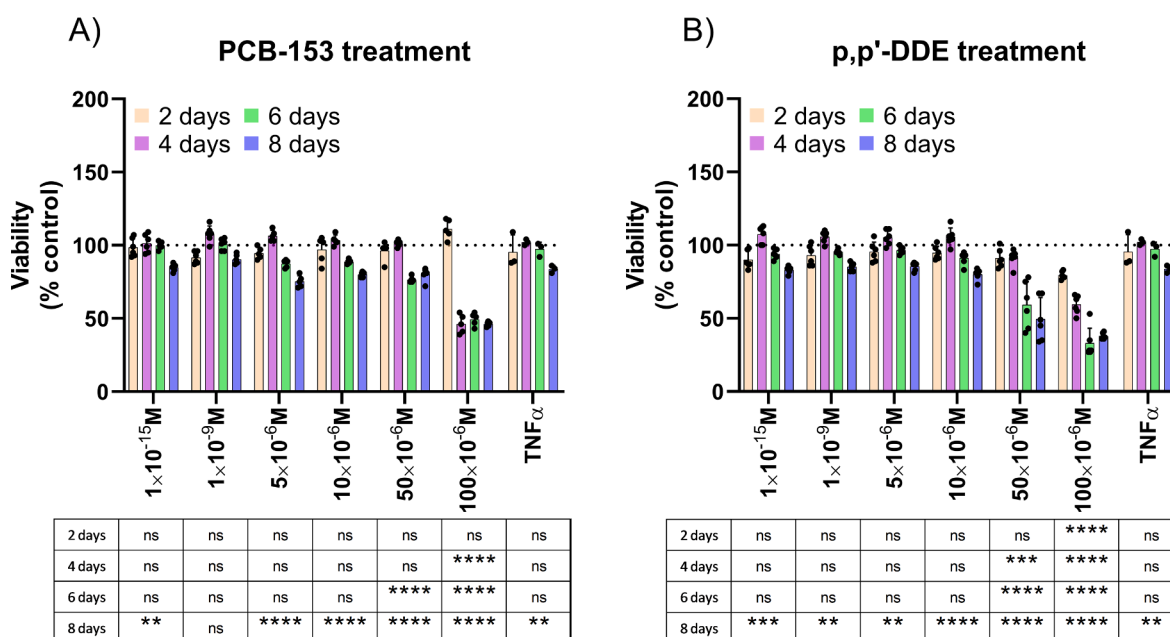 A)
PCB-153 treatment
2 days
6 days
4 days
8 days
Viability
(% control)
200
150
100
50
0
1×10⁻¹⁵M
1×10⁻⁹M
5×10⁻⁶M
10×10⁻⁶M
50×10⁻⁶M
100×10⁻⁶M
TNFα
2 days ns ns ns ns ns ns ns
4 days ns ns ns ns ns **** ns
6 days ns ns ns ns **** **** ns
8 days ** ns **** **** **** **** **
B)
p,p'-DDE treatment
2 days
6 days
4 days
8 days
Viability
(% control)
200
150
100
50
0
1×10⁻¹⁵M
1×10⁻⁹M
5×10⁻⁶M
10×10⁻⁶M
50×10⁻⁶M
100×10⁻⁶M
TNFα
2 days ns ns ns ns ns **** ns
4 days ns ns ns ns *** **** ns
6 days ns ns ns ns **** **** ns
8 days *** ** ** **** **** **** **